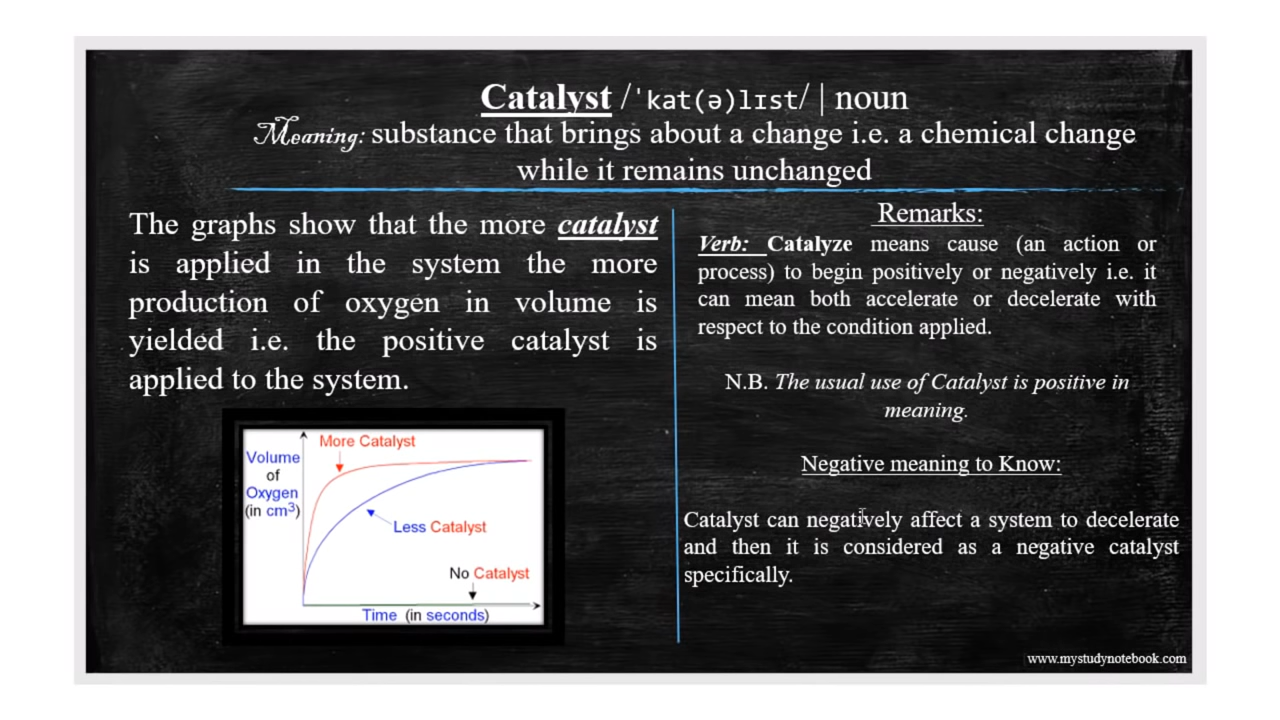 Catalyst /ˈkat(ə)lɪst/ | noun
Meaning: substance that brings about a change i.e. a chemical change
while it remains unchanged
The graphs show that the more catalyst
is applied in the system the more
production of oxygen in volume is
yielded i.e. the positive catalyst is
applied to the system.
More Catalyst
Volume
of
Oxygen
(in cm³)
Less Catalyst
No Catalyst
Time (in seconds)
Remarks:
Verb: Catalyze means cause (an action or
process) to begin positively or negatively i.e. it
can mean both accelerate or decelerate with
respect to the condition applied.
N.B. The usual use of Catalyst is positive in
meaning.
Negative meaning to Know:
Catalyst can negatively affect a system to decelerate
and then it is considered as a negative catalyst
specifically.
www.mystudynotebook.com